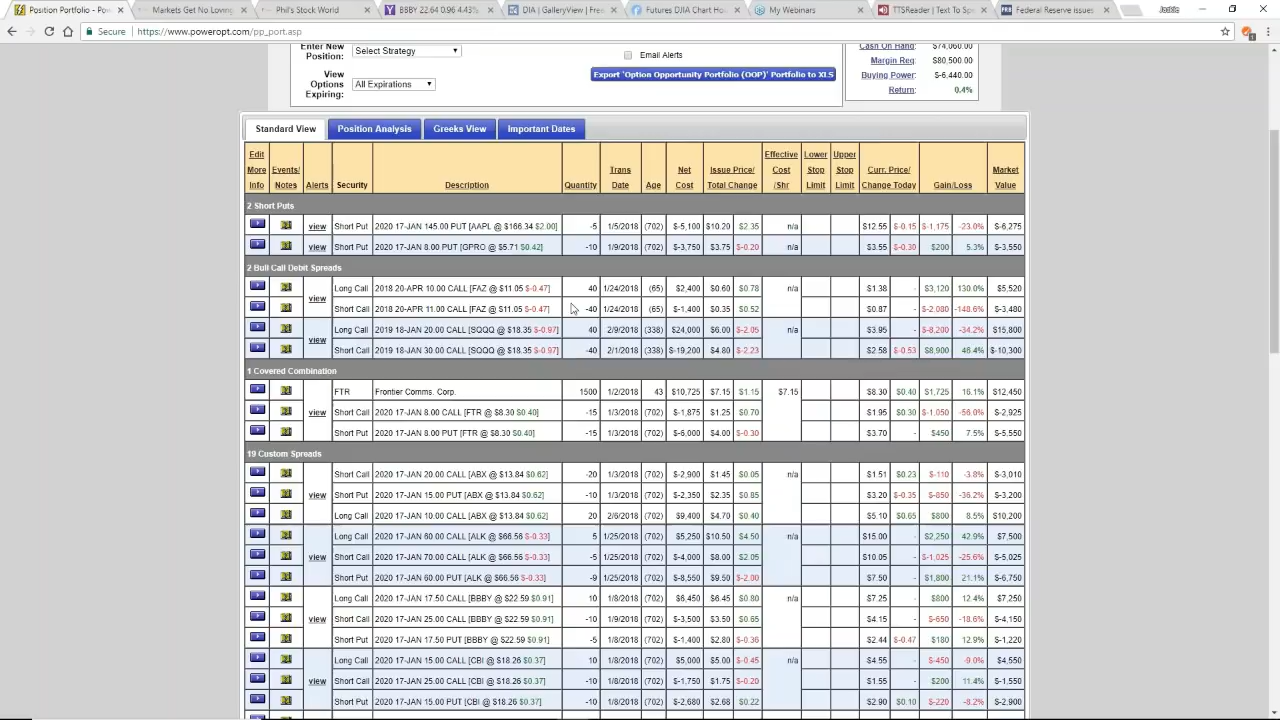 Position Portfolio - Po
Markets Get No Loving
Phil's Stock World
BBBY 22.64 0.96 4.43%
DIA | GalleryView | Free
Futures DJIA Chart Ho
My Webinars
TTSReader | Text To Sp
Federal Reserve issues
Secure https://www.poweropt.com/pp_port.asp
Enter New Position: Select Strategy Email Alerts
View Options Expiring: All Expirations Export 'Option Opportunity Portfolio (OOP)' Portfolio to XLS
Cash On Hand: $74,060.00
Margin Req: $80,500.00
Buying Power: $-6,440.00
Return: 0.4%
Standard View Position Analysis Greeks View Important Dates
Edit More Info Events/Notes Alerts Security Description Quantity Trans Date Age Net Cost Issue Price/Total Change Effective Cost /Shr Lower Stop Limit Upper Stop Limit Curr. Price/Change Today Gain/Loss Market Value
2 Short Puts
view Short Put 2020 17-JAN 145.00 PUT [AAPL @ $166.34 $2.00] -5 1/5/2018 (702) $-5,100 $10.20 $2.35 n/a $12.55 $-0.15 $-1,175 -23.0% $-6,275
view Short Put 2020 17-JAN 8.00 PUT [GPRO @ $5.71 $0.42] -10 1/9/2018 (702) $-3,750 $3.75 $-0.20 n/a $3.55 $-0.30 $200 5.3% $-3,550
2 Bull Call Debit Spreads
view Long Call 2018 20-APR 10.00 CALL [FAZ @ $11.05 $-0.47] 40 1/24/2018 (65) $2,400 $0.60 $0.78 n/a $1.38 - $3,120 130.0% $5,520
Short Call 2018 20-APR 11.00 CALL [FAZ @ $11.05 $-0.47] -40 1/24/2018 (65) $-1,400 $0.35 $0.52 $0.87 - $-2,080 -148.6% $-3,480
view Long Call 2019 18-JAN 20.00 CALL [SQQQ @ $18.35 $-0.97] 40 2/9/2018 (338) $24,000 $6.00 $-2.05 n/a $3.95 - $-8,200 -34.2% $15,800
Short Call 2019 18-JAN 30.00 CALL [SQQQ @ $18.35 $-0.97] -40 2/1/2018 (338) $-19,200 $4.80 $-2.23 $2.58 $-0.53 $8,900 46.4% $-10,300
1 Covered Combination
view FTR Frontier Comms. Corp. 1500 1/2/2018 43 $10,725 $7.15 $1.15 $7.15 $8.30 $0.40 $1,725 16.1% $12,450
Short Call 2020 17-JAN 8.00 CALL [FTR @ $8.30 $0.40] -15 1/3/2018 (702) $-1,875 $1.25 $0.70 $1.95 $0.30 $-1,050 -56.0% $-2,925
Short Put 2020 17-JAN 8.00 PUT [FTR @ $8.30 $0.40] -15 1/3/2018 (702) $-6,000 $4.00 $-0.30 $3.70 - $450 7.5% $-5,550
19 Custom Spreads
view Short Call 2020 17-JAN 20.00 CALL [ABX @ $13.84 $0.62] -20 1/3/2018 (702) $-2,900 $1.45 $0.05 n/a $1.51 $0.23 $-110 -3.8% $-3,010
Short Put 2020 17-JAN 15.00 PUT [ABX @ $13.84 $0.62] -10 1/3/2018 (702) $-2,350 $2.35 $0.85 $3.20 $-0.35 $-850 -36.2% $-3,200
Long Call 2020 17-JAN 10.00 CALL [ABX @ $13.84 $0.62] 20 2/6/2018 (702) $9,400 $4.70 $0.40 $5.10 $0.65 $800 8.5% $10,200
view Long Call 2020 17-JAN 60.00 CALL [ALK @ $66.56 $-0.33] 5 1/25/2018 (702) $5,250 $10.50 $4.50 n/a $15.00 - $2,250 42.9% $7,500
Short Call 2020 17-JAN 70.00 CALL [ALK @ $66.56 $-0.33] -5 1/25/2018 (702) $-4,000 $8.00 $2.05 $10.05 - $-1,025 -25.6% $-5,025
Short Put 2020 17-JAN 60.00 PUT [ALK @ $66.56 $-0.33] -9 1/25/2018 (702) $-8,550 $9.50 $-2.00 $7.50 - $1,800 21.1% $-6,750
view Long Call 2020 17-JAN 17.50 CALL [BBBY @ $22.59 $0.91] 10 1/8/2018 (702) $6,450 $6.45 $0.80 n/a $7.25 - $800 12.4% $7,250
Short Call 2020 17-JAN 25.00 CALL [BBBY @ $22.59 $0.91] -10 1/9/2018 (702) $-3,500 $3.50 $0.65 $4.15 - $-650 -18.6% $-4,150
Short Put 2020 17-JAN 17.50 PUT [BBBY @ $22.59 $0.91] -5 1/8/2018 (702) $-1,400 $2.80 $-0.36 $2.44 $-0.47 $180 12.9% $-1,220
view Long Call 2020 17-JAN 15.00 CALL [CBI @ $18.26 $0.37] 10 1/8/2018 (702) $5,000 $5.00 $-0.45 n/a $4.55 - $-450 -9.0% $4,550
Short Call 2020 17-JAN 25.00 CALL [CBI @ $18.26 $0.37] -10 1/8/2018 (702) $-1,750 $1.75 $-0.20 $1.55 - $200 11.4% $-1,550
Short Put 2020 17-JAN 15.00 PUT [CBI @ $18.26 $0.37] -10 1/8/2018 (702) $-2,680 $2.68 $0.22 $2.90 $0.10 $-220 -8.2% $-2,900